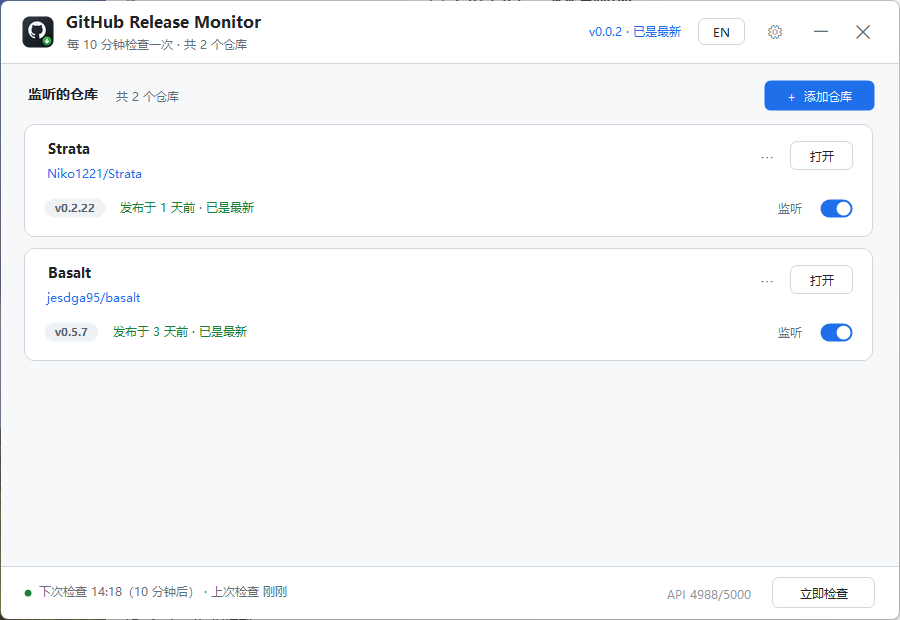 GitHub Release Monitor
每 10 分钟检查一次 · 共 2 个仓库
v0.0.2 · 已是最新
EN
监听的仓库 共 2 个仓库
+ 添加仓库
Strata
... 打开
Niko1221/Strata
v0.2.22 发布于 1 天前 · 已是最新
监听
Basalt
... 打开
jesdga95/basalt
v0.5.7 发布于 3 天前 · 已是最新
监听
下次检查 14:18（10 分钟后） · 上次检查 刚刚
API 4988/5000
立即检查